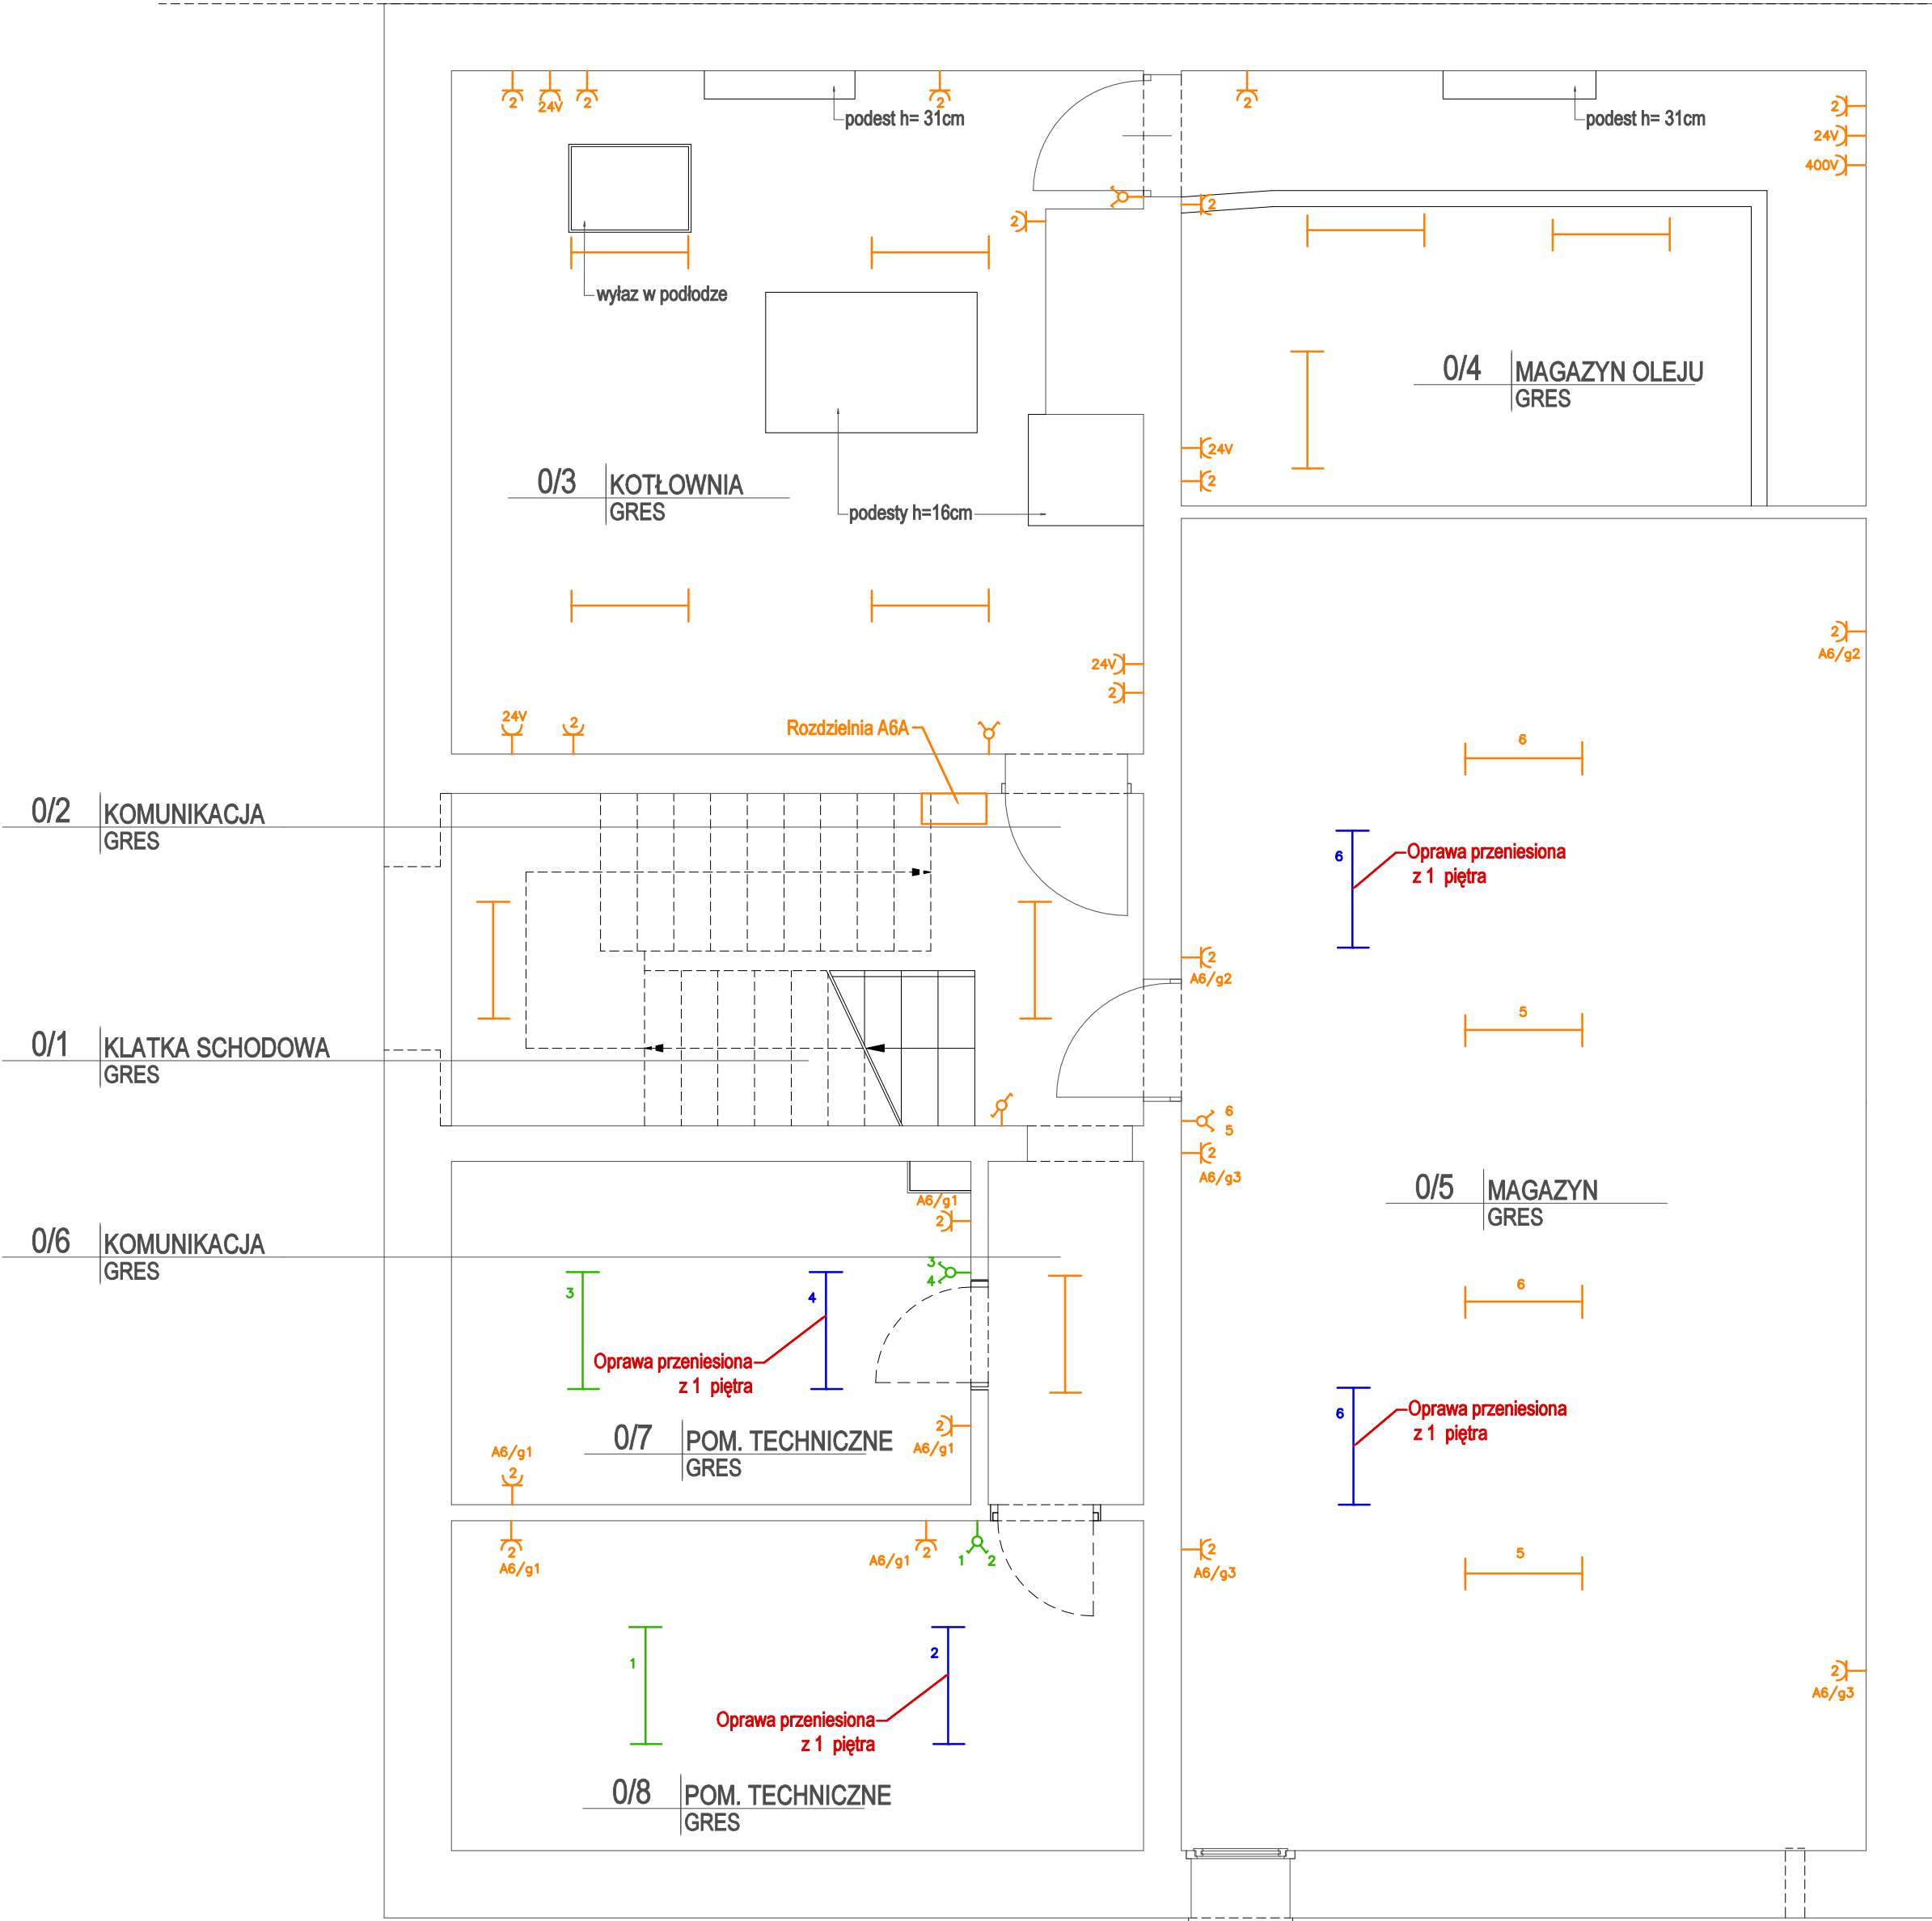 2
24V
2
2
2
podest h= 31cm
podest h= 31cm
2
24V
400V
2
2
wyłaz w podłodze
0/4 MAGAZYN OLEJU
GRES
24V
2
0/3 KOTŁOWNIA
GRES
podesty h=16cm
2
A6/g2
24V
2
24V
2
Rozdzielnia A6A
6
0/2 KOMUNIKACJA
GRES
6
Oprawa przeniesiona
z 1 piętra
2
A6/g2
5
0/1 KLATKA SCHODOWA
GRES
6
5
2
A6/g3
0/5 MAGAZYN
GRES
A6/g1
2
0/6 KOMUNIKACJA
GRES
3
4
3
4
6
Oprawa przeniesiona
z 1 piętra
6
Oprawa przeniesiona
z 1 piętra
2
A6/g1
0/7 POM. TECHNICZNE
GRES
A6/g1
2
2
A6/g1
2
A6/g1
1 2
2
A6/g3
5
1
2
2
A6/g3
Oprawa przeniesiona
z 1 piętra
0/8 POM. TECHNICZNE
GRES